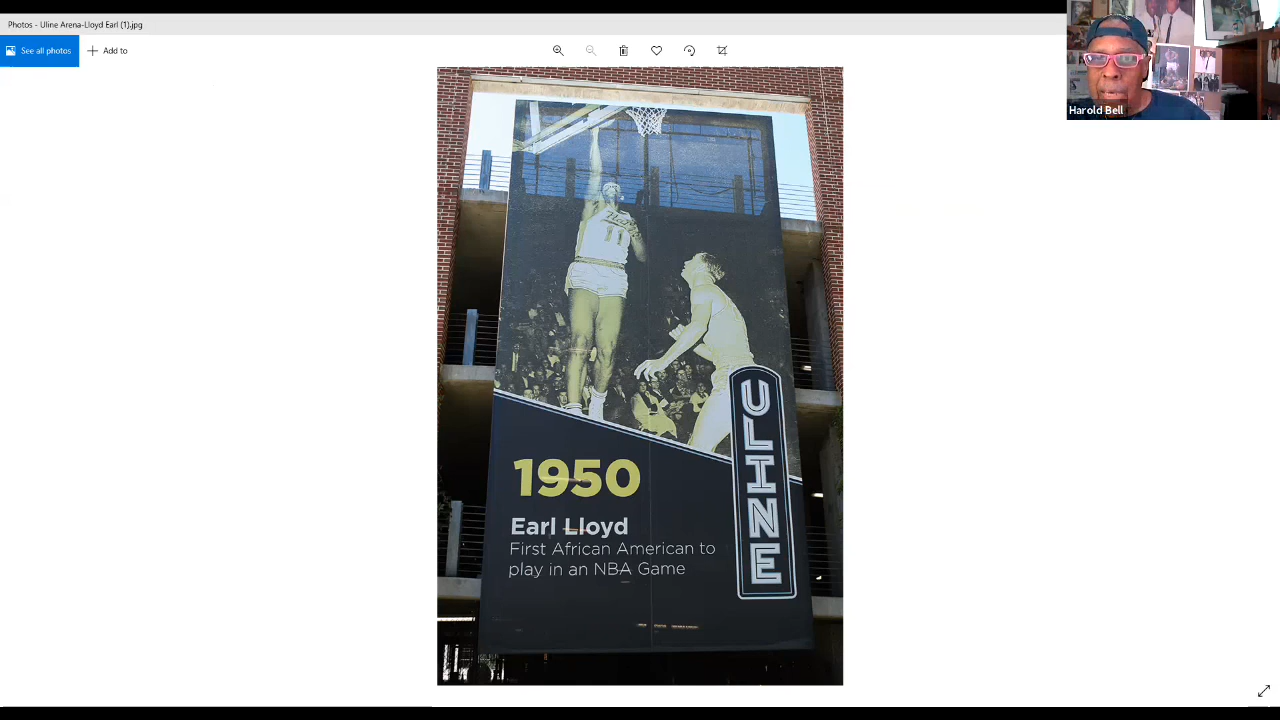 Photos - Uline Arena-Lloyd Earl (1).jpg
See all photos
Add to
Harold Bell
1950
Earl Lloyd
First African American to
play in an NBA Game
ULINE